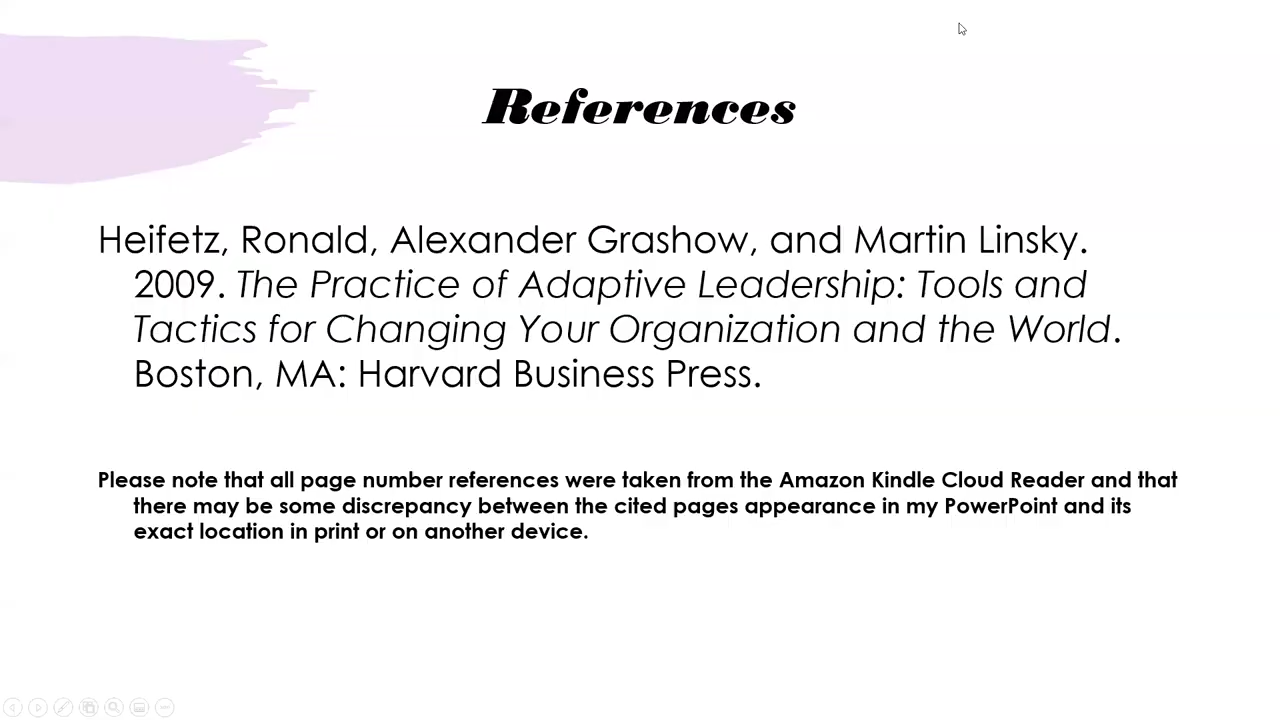 References
Heifetz, Ronald, Alexander Grashow, and Martin Linsky.
2009. The Practice of Adaptive Leadership: Tools and
Tactics for Changing Your Organization and the World.
Boston, MA: Harvard Business Press.
Please note that all page number references were taken from the Amazon Kindle Cloud Reader and that
there may be some discrepancy between the cited pages appearance in my PowerPoint and its
exact location in print or on another device.